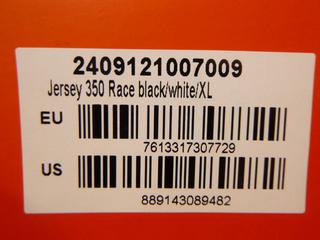 2409121007009
Jersey 350 Race black/white/XL
EU
7613317307729
US
889143089482